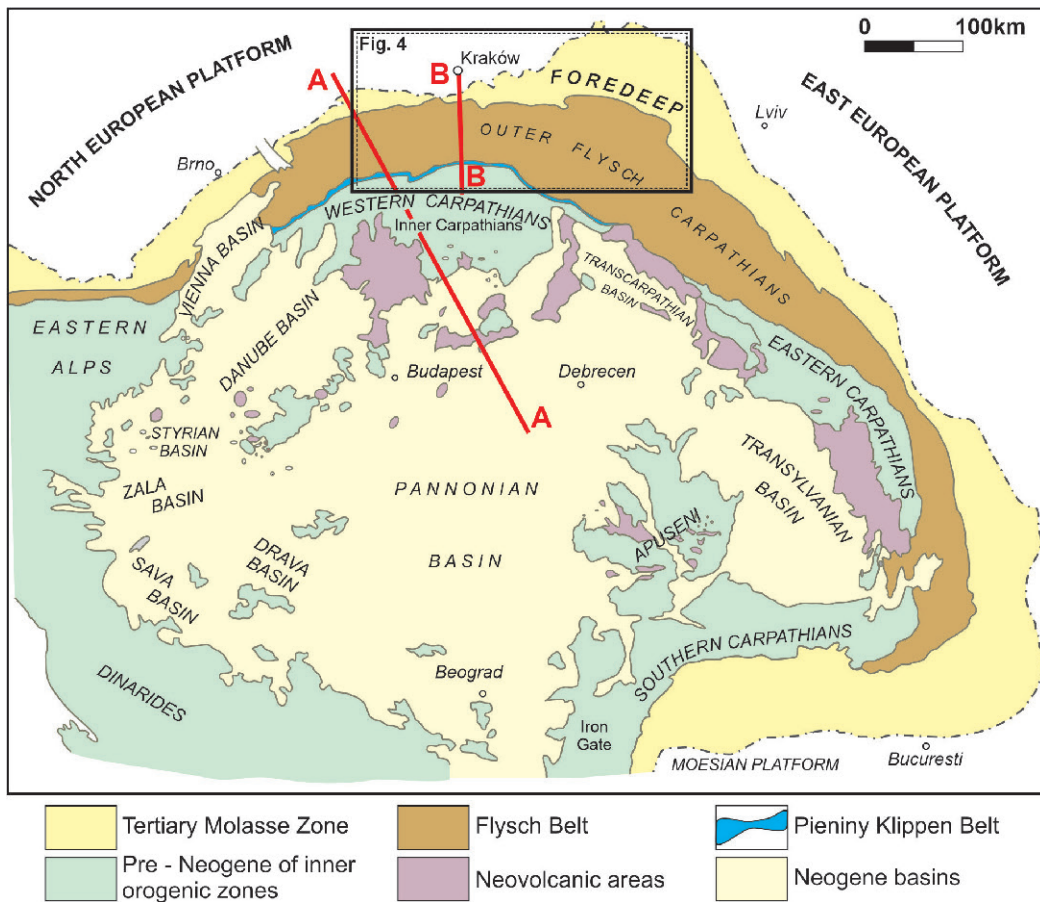 0 100km
Fig. 4
Kraków
A
B
FOREDEEP
NORTH EUROPEAN PLATFORM
EAST EUROPEAN PLATFORM
Lviv
OUTER FLYSCH
Brno
B
WESTERN CARPATHIANS
Inner Carpathians
CARPATHIANS
VIENNA BASIN
TRANSCARPATHIAN
BASIN
EASTERN
ALPS
DANUBE BASIN
EASTERN CARPATHIANS
Budapest
Debrecen
A
STYRIAN
BASIN
ZALA
BASIN
PANNONIAN
BASIN
TRANSYLVANIAN
BASIN
APUSENI
DRAVA
BASIN
SAVA
BASIN
SOUTHERN CARPATHIANS
DINARIDES
Beograd
Iron
Gate
MOESIAN PLATFORM
Bucuresti
Tertiary Molasse Zone
Flysch Belt
Pieniny Klippen Belt
Pre - Neogene of inner
orogenic zones
Neovolcanic areas
Neogene basins